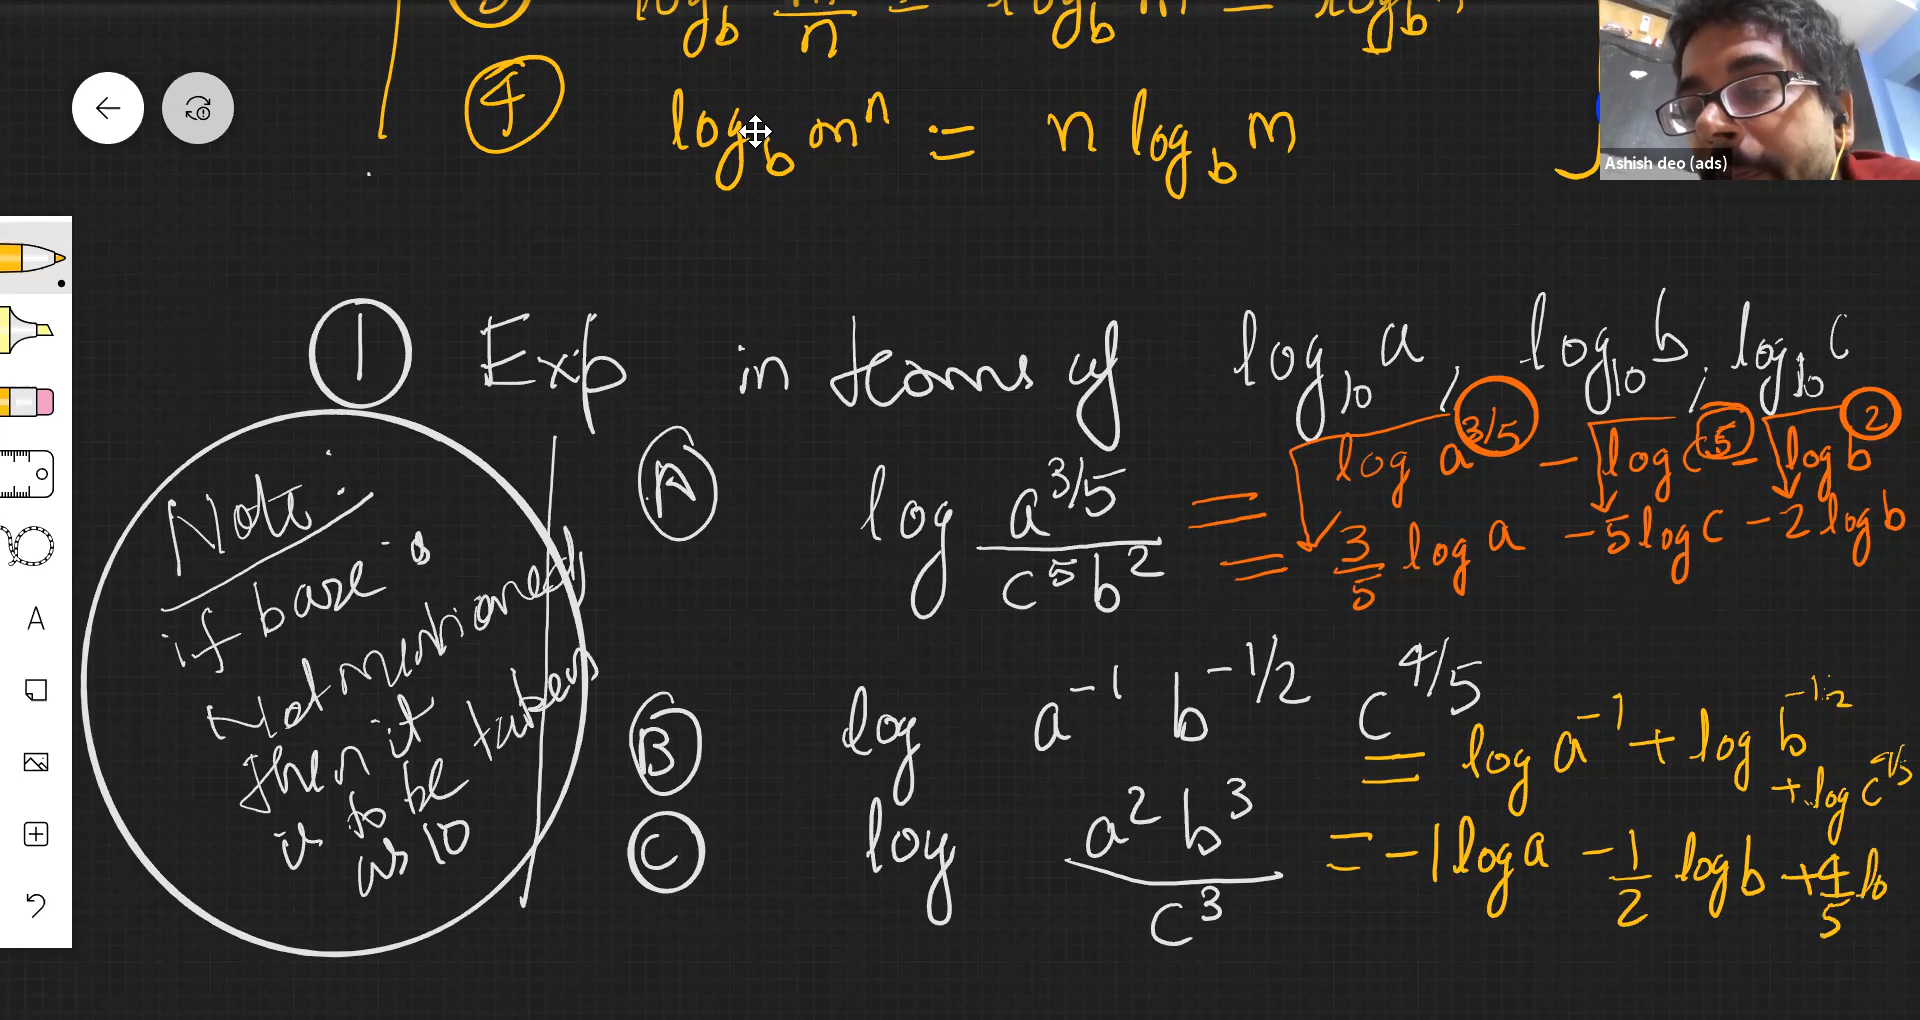 ③ log_b m/n = log_b m - log_b n
④ log_b m^n = n log_b m
Ashish deo (ads)
① Exp in terms of log_10 a, log_10 b, log_10 c
Note:
if base is
Not mentioned
then it
is to be taken
as 10
Ⓐ log a^3/5 / c^5 b^2 = log a^3/5 - log c^5 - log b^2
= 3/5 log a - 5 log c - 2 log b
Ⓑ log a^-1 b^-1/2 c^4/5
= log a^-1 + log b^-1/2
+ log c^4/5
Ⓒ log a^2 b^3 / c^3
= -1 log a - 1/2 log b + 4/5 lo
A